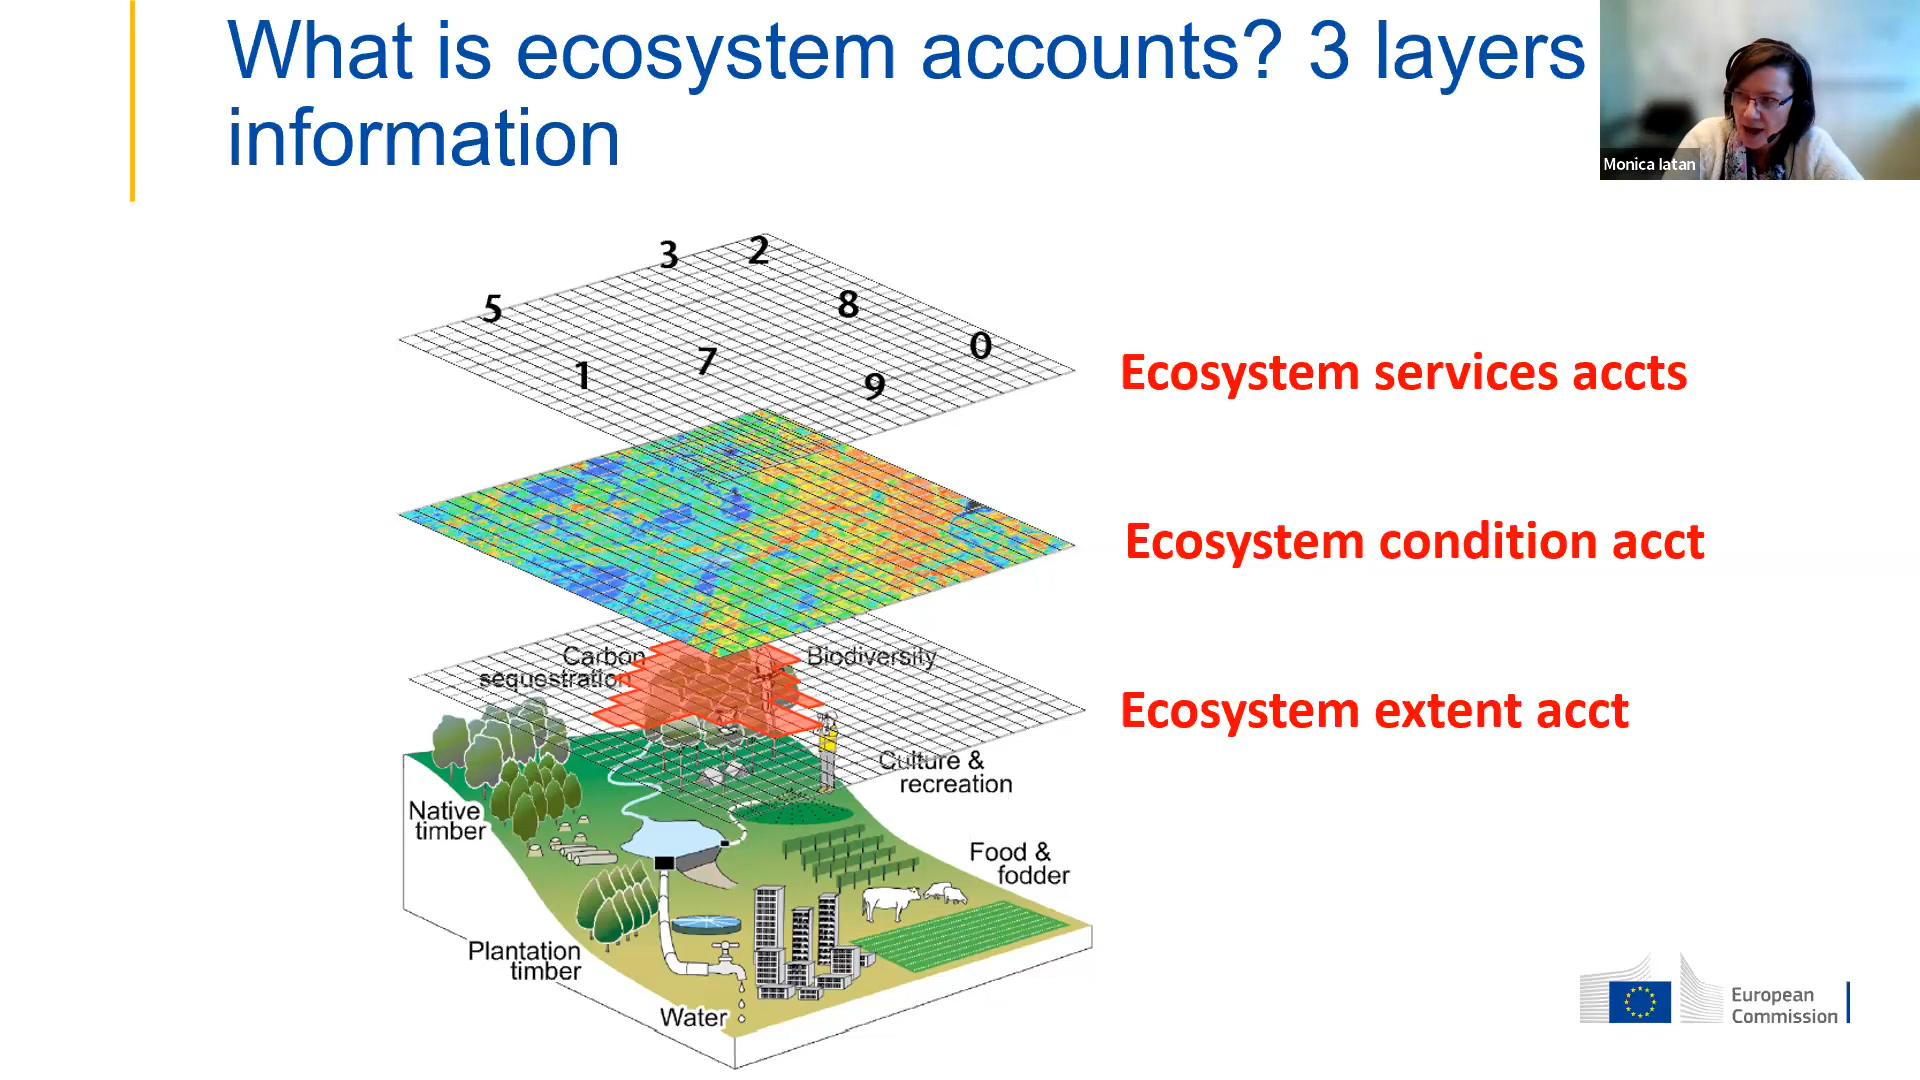 What is ecosystem accounts? 3 layers
information
Monica Iatan
3
2
5
8
0
1
7
9
Ecosystem services accts
Ecosystem condition acct
Carbon
sequestration
Biodiversity
Ecosystem extent acct
Culture &
recreation
Native
timber
Food &
fodder
Plantation
timber
Water
European
Commission